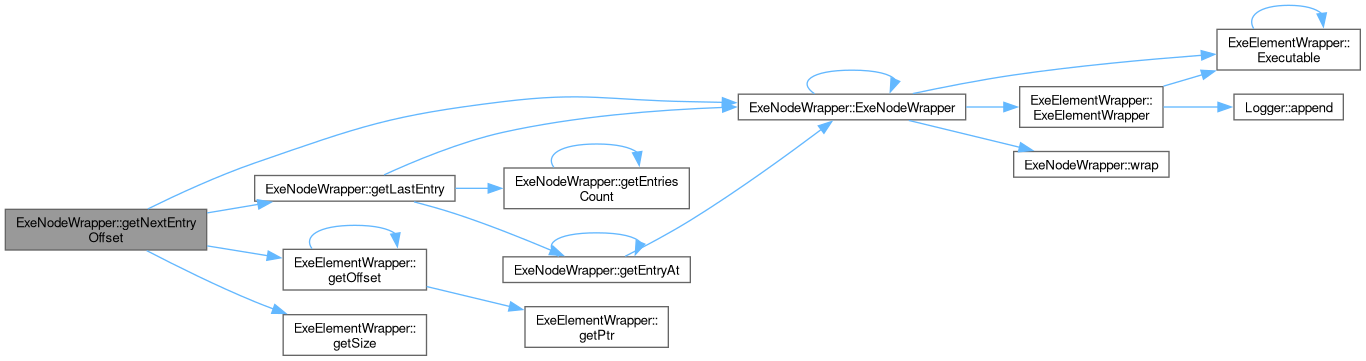 ExeNodeWrapper::getNextEntry
Offset
ExeNodeWrapper::getLastEntry
ExeElementWrapper::
getOffset
ExeElementWrapper::
getSize
ExeNodeWrapper::getEntries
Count
ExeNodeWrapper::getEntryAt
ExeElementWrapper::
getPtr
ExeNodeWrapper::ExeNodeWrapper
ExeElementWrapper::
ExeElementWrapper
ExeNodeWrapper::wrap
ExeElementWrapper::
Executable
Logger::append